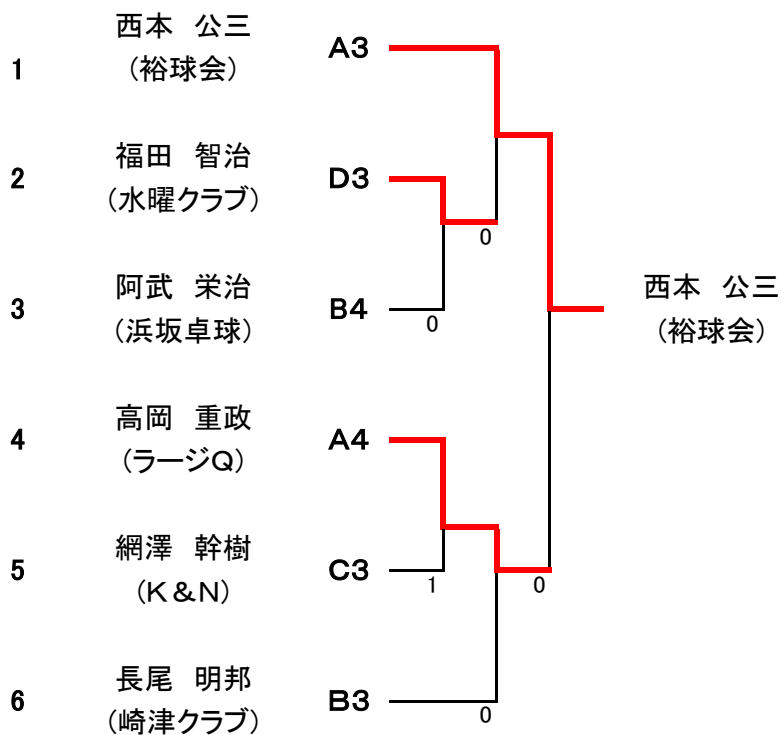 1 西本 公三 A3
(裕球会)
2 福田 智治 D3
(水曜クラブ)
0
3 阿武 栄治 B4
(浜坂卓球)
0
西本 公三
(裕球会)
4 高岡 重政 A4
(ラージQ)
5 網澤 幹樹 C3
(K&N)
1
0
6 長尾 明邦 B3
(崎津クラブ)
0